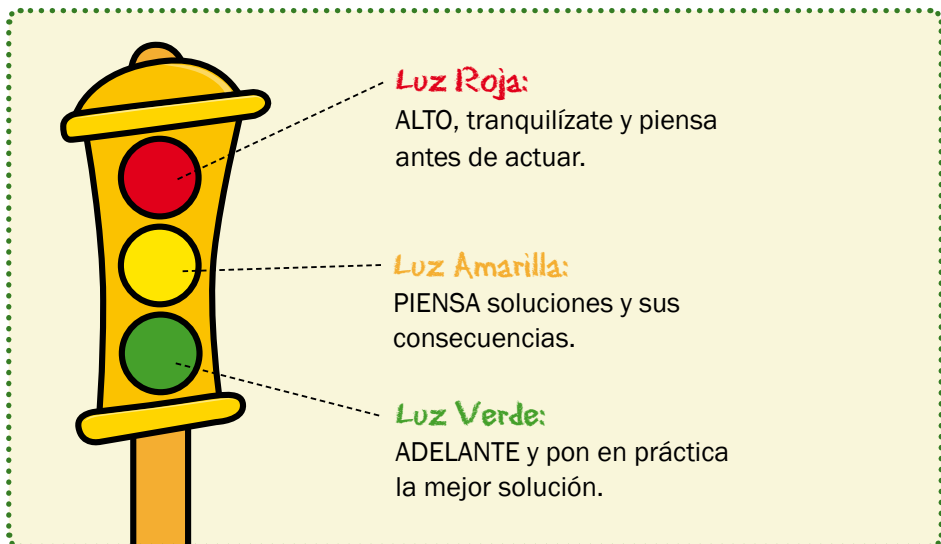 Luz Roja:
ALTO, tranquilízate y piensa
antes de actuar.
Luz Amarilla:
PIENSA soluciones y sus
consecuencias.
Luz Verde:
ADELANTE y pon en práctica
la mejor solución.